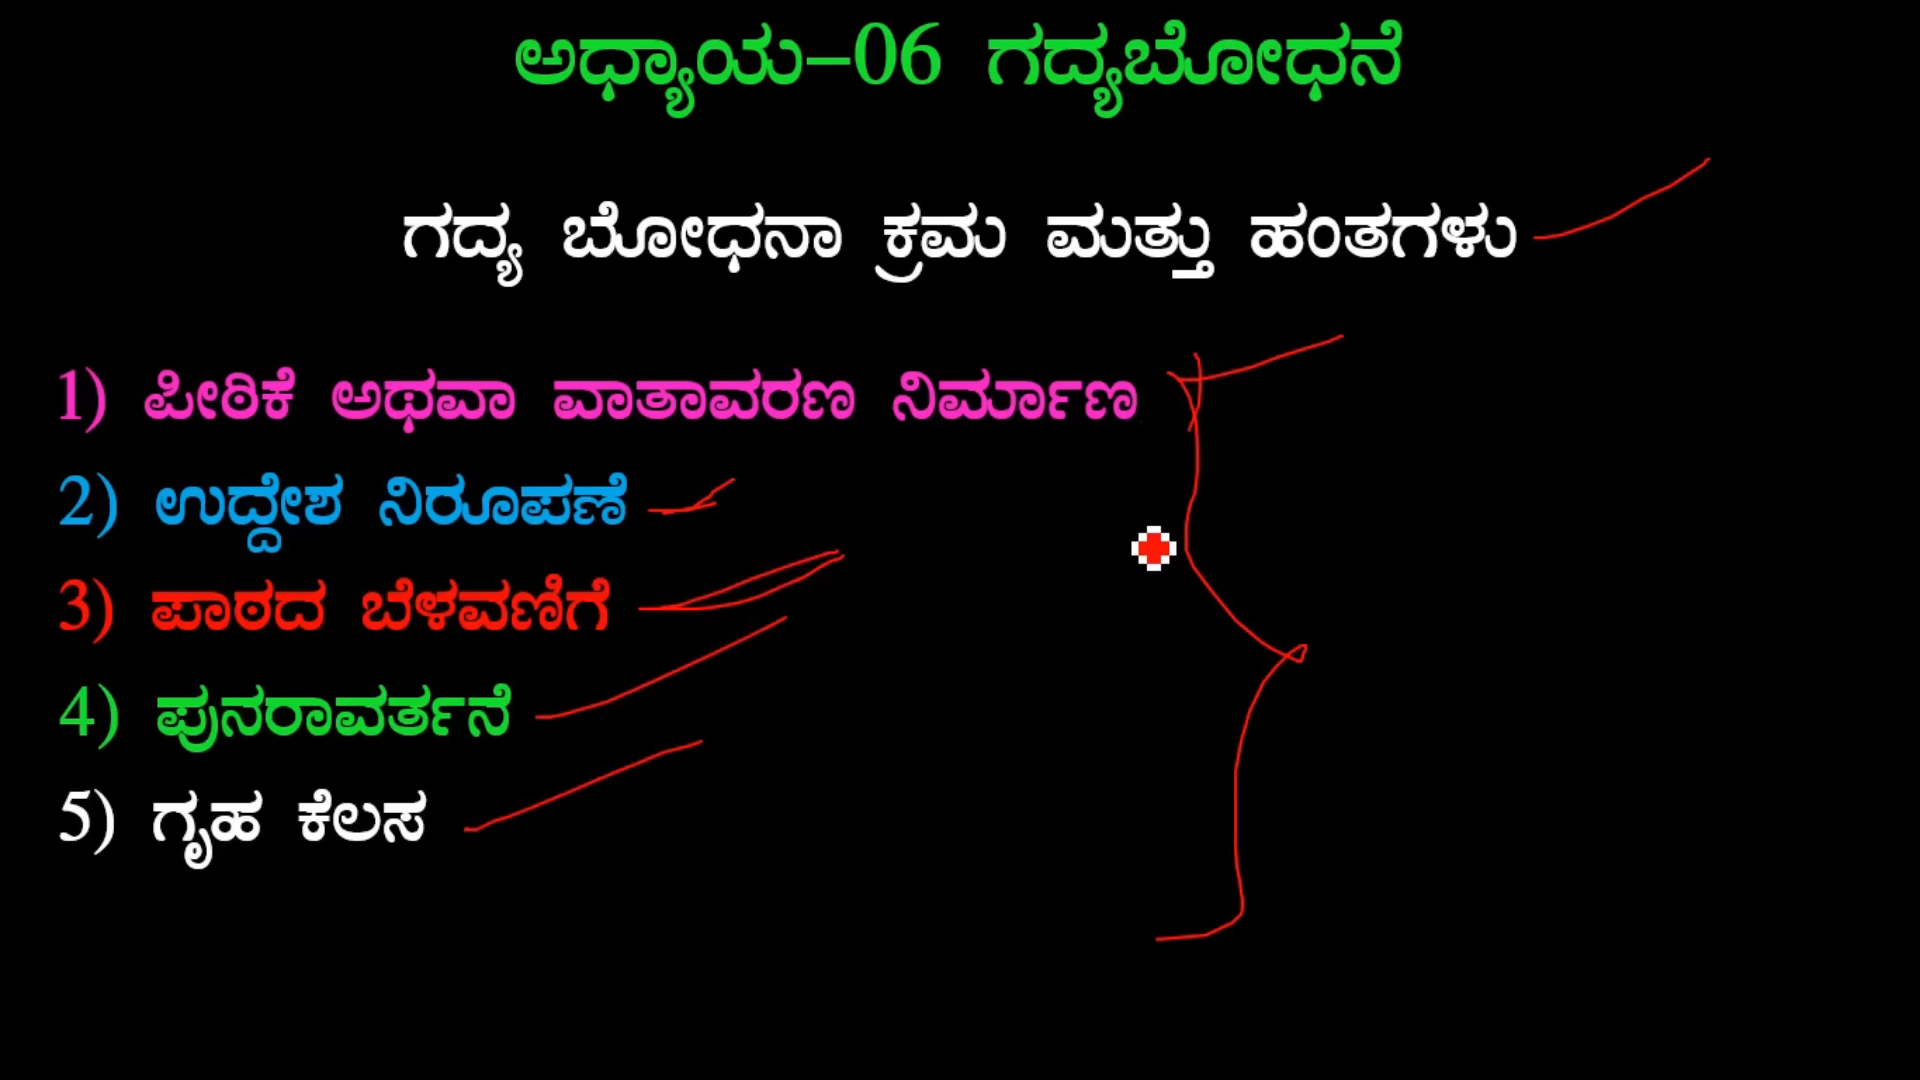 ಅಧ್ಯಾಯ-06 ಗದ್ಯಬೋಧನೆ
ಗದ್ಯ ಬೋಧನಾ ಕ್ರಮ ಮತ್ತು ಹಂತಗಳು
1) ಪೀಠಿಕೆ ಅಥವಾ ವಾತಾವರಣ ನಿರ್ಮಾಣ
2) ಉದ್ದೇಶ ನಿರೂಪಣೆ
3) ಪಾಠದ ಬೆಳವಣಿಗೆ
4) ಪುನರಾವರ್ತನೆ
5) ಗೃಹ ಕೆಲಸ